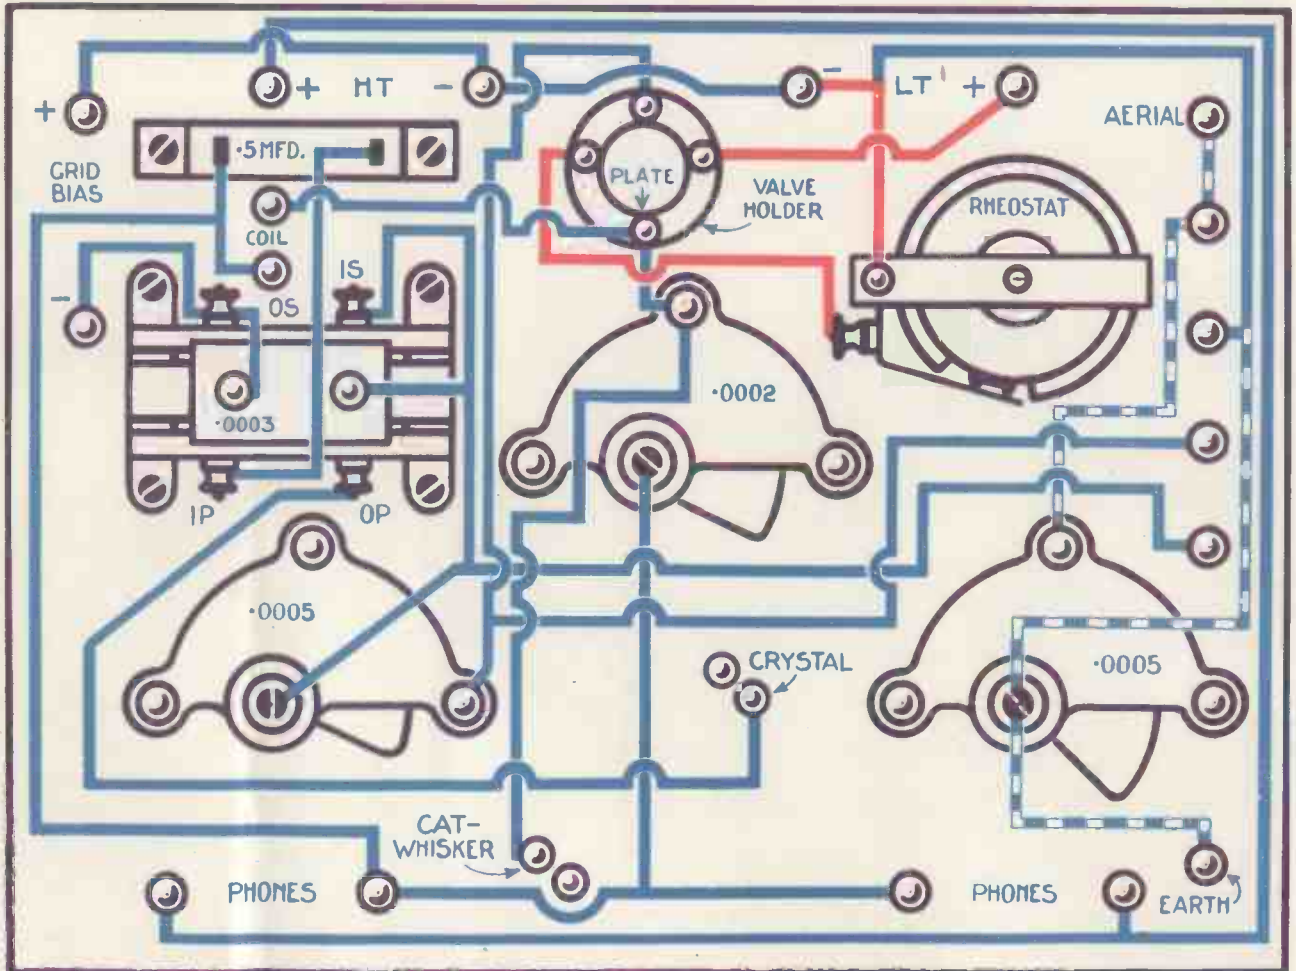 + HT -
- LT +
+
AERIAL
.5 MFD.
GRID
BIAS
PLATE
VALVE
HOLDER
RHEOSTAT
COIL
IS
OS
-
.0002
.0003
IP
OP
.0005
CRYSTAL
.0005
CAT-
WHISKER
PHONES
PHONES
EARTH